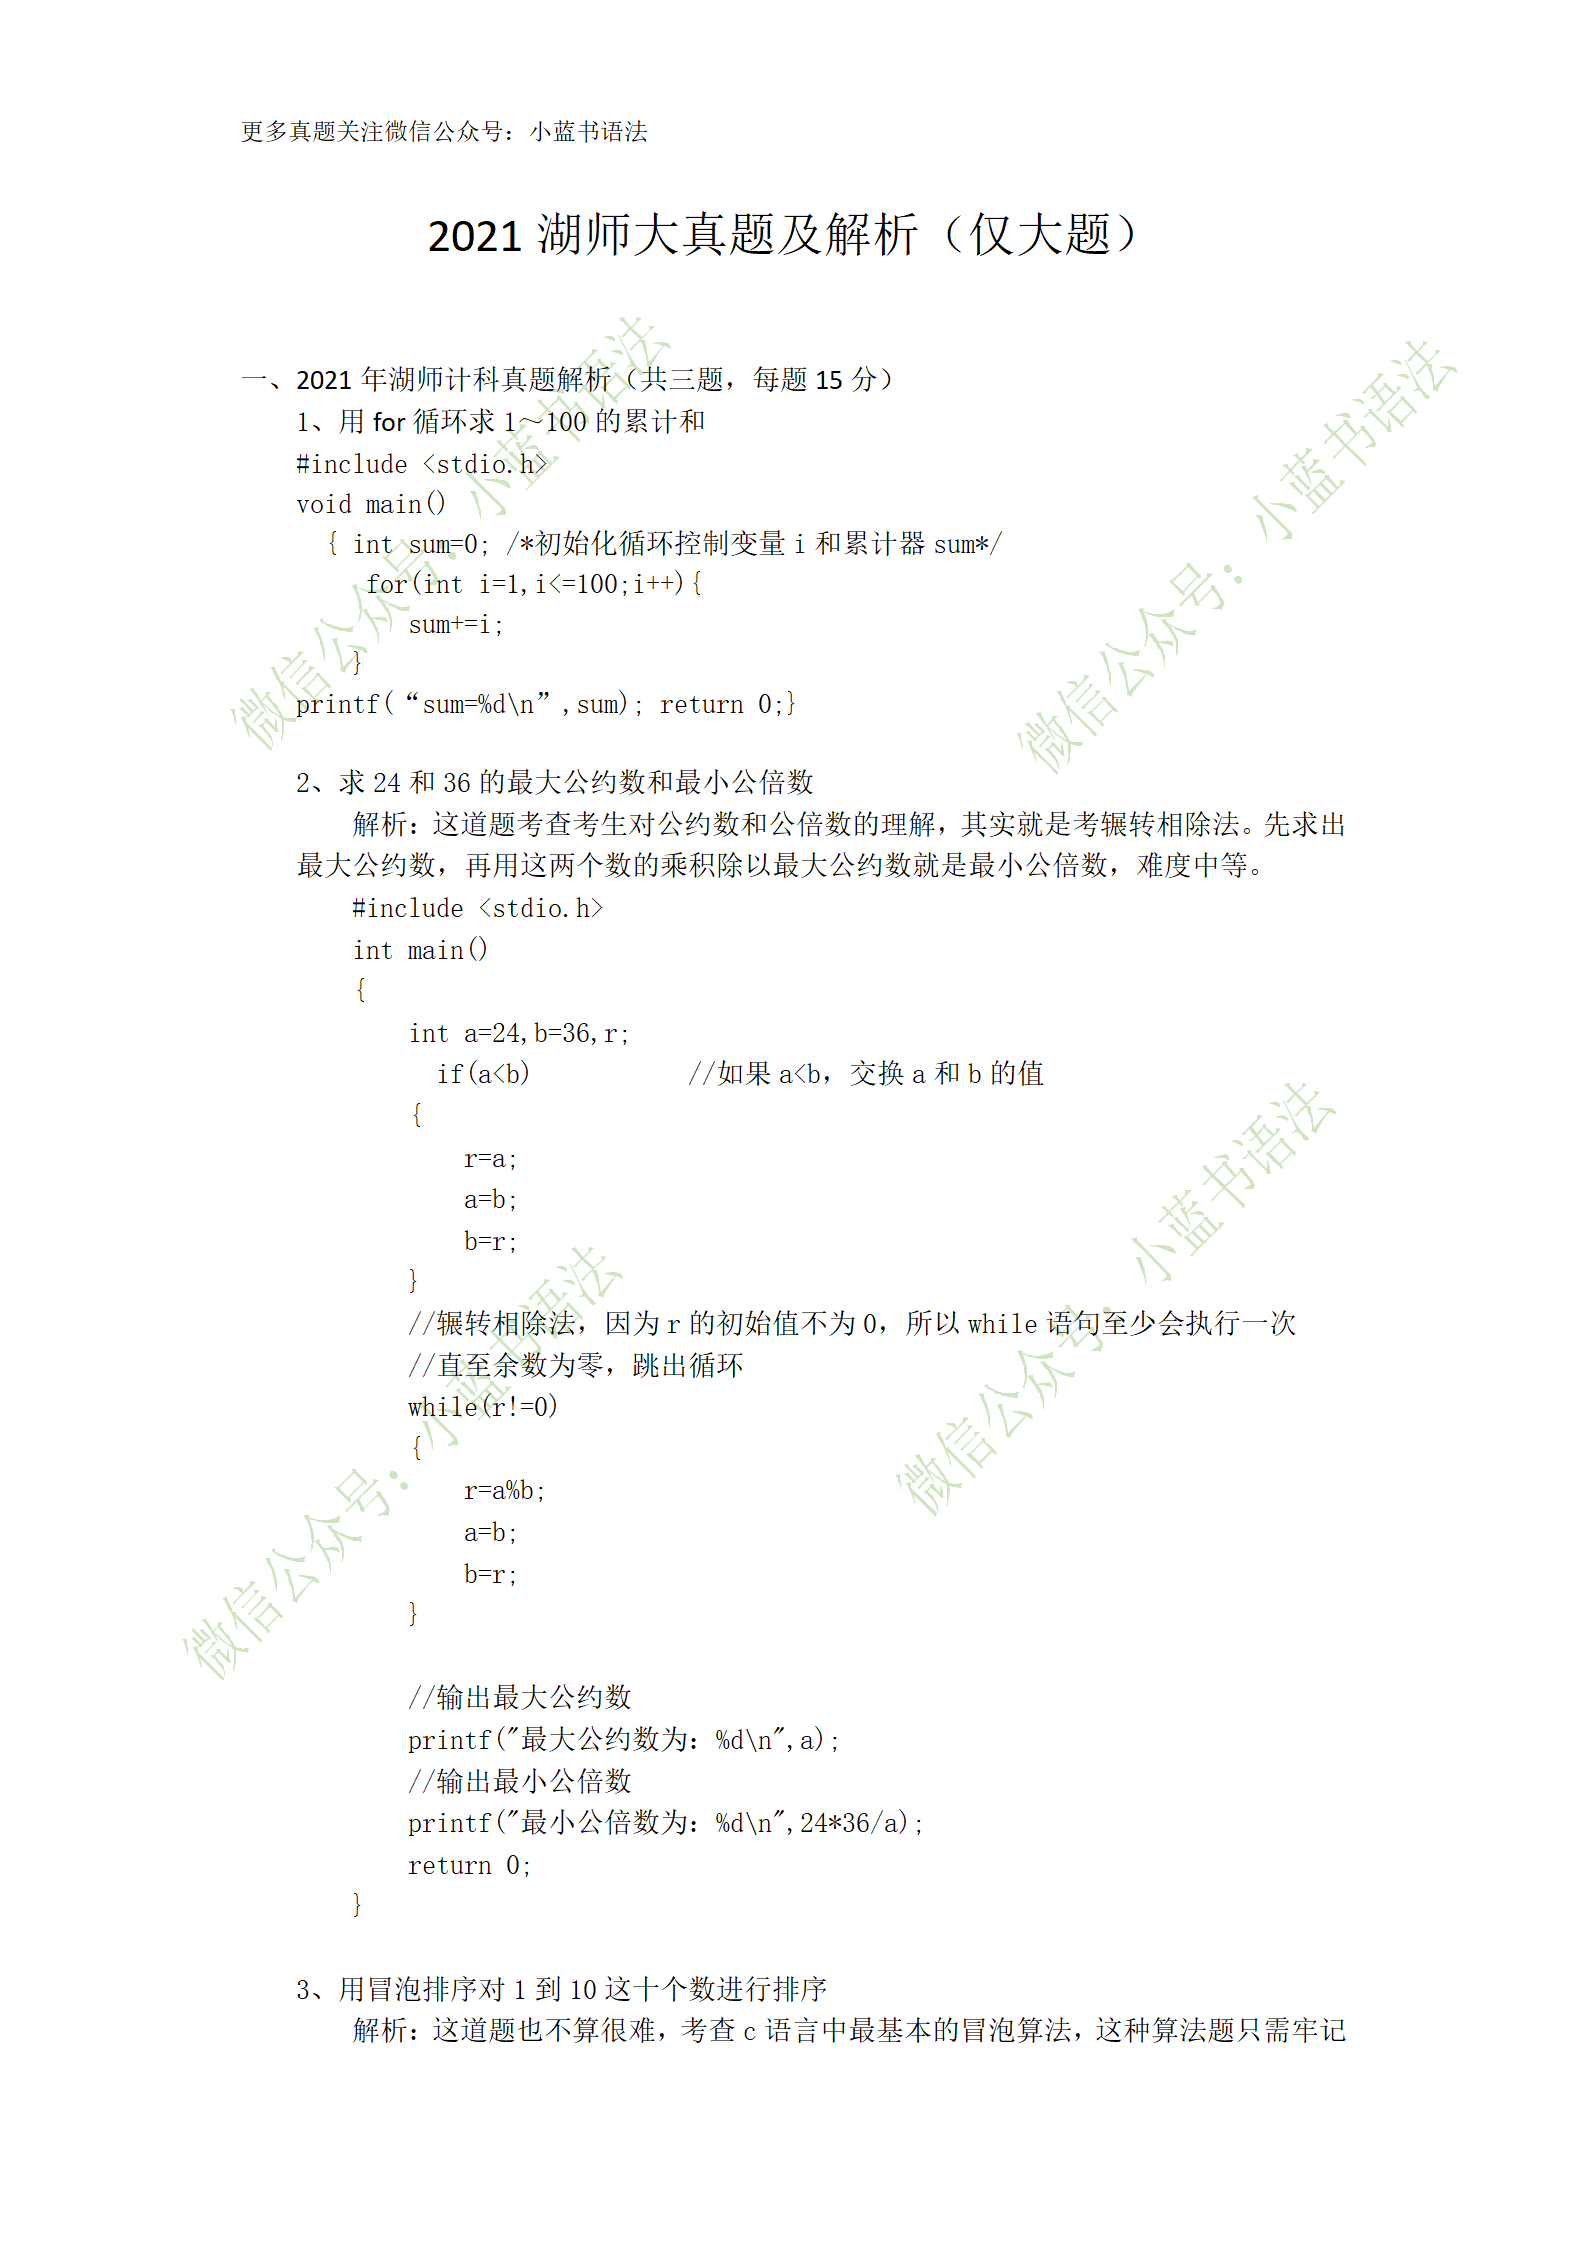 更多真题关注微信公众号：小蓝书语法
2021 湖师大真题及解析（仅大题）
一、2021 年湖师计科真题解析（共三题，每题 15 分）
1、用 for 循环求 1～100 的累计和
#include <stdio.h>
void main()
{ int sum=0; /*初始化循环控制变量 i 和累计器 sum*/
for(int i=1,i<=100;i++){
sum+=i;
}
printf(“sum=%d\n”,sum); return 0;}
2、求 24 和 36 的最大公约数和最小公倍数
解析：这道题考查考生对公约数和公倍数的理解，其实就是考辗转相除法。先求出
最大公约数，再用这两个数的乘积除以最大公约数就是最小公倍数，难度中等。
#include <stdio.h>
int main()
{
int a=24,b=36,r;
if(a<b) //如果 a<b，交换 a 和 b 的值
{
r=a;
a=b;
b=r;
}
//辗转相除法，因为 r 的初始值不为 0，所以 while 语句至少会执行一次
//直至余数为零，跳出循环
while(r!=0)
{
r=a%b;
a=b;
b=r;
}
//输出最大公约数
printf("最大公约数为：%d\n",a);
//输出最小公倍数
printf("最小公倍数为：%d\n",24*36/a);
return 0;
}
3、用冒泡排序对 1 到 10 这十个数进行排序
解析：这道题也不算很难，考查 c 语言中最基本的冒泡算法，这种算法题只需牢记
微信公众号：小蓝书语法
微信公众号：小蓝书语法
微信公众号：小蓝书语法
微信公众号：小蓝书语法